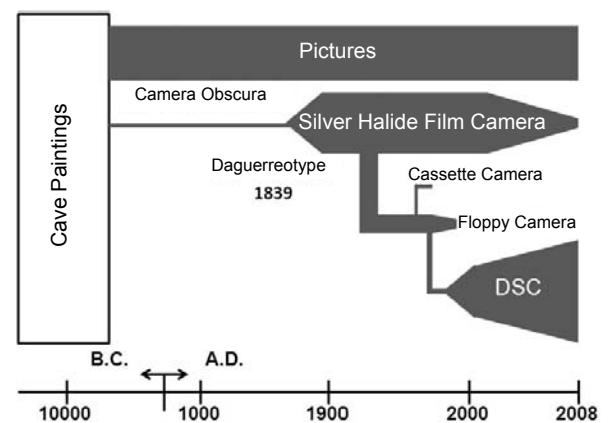 Cave Paintings
Pictures
Camera Obscura
Silver Halide Film Camera
Daguerreotype
1839
Cassette Camera
Floppy Camera
DSC
B.C. A.D.
10000 1000 1900 2000 2008